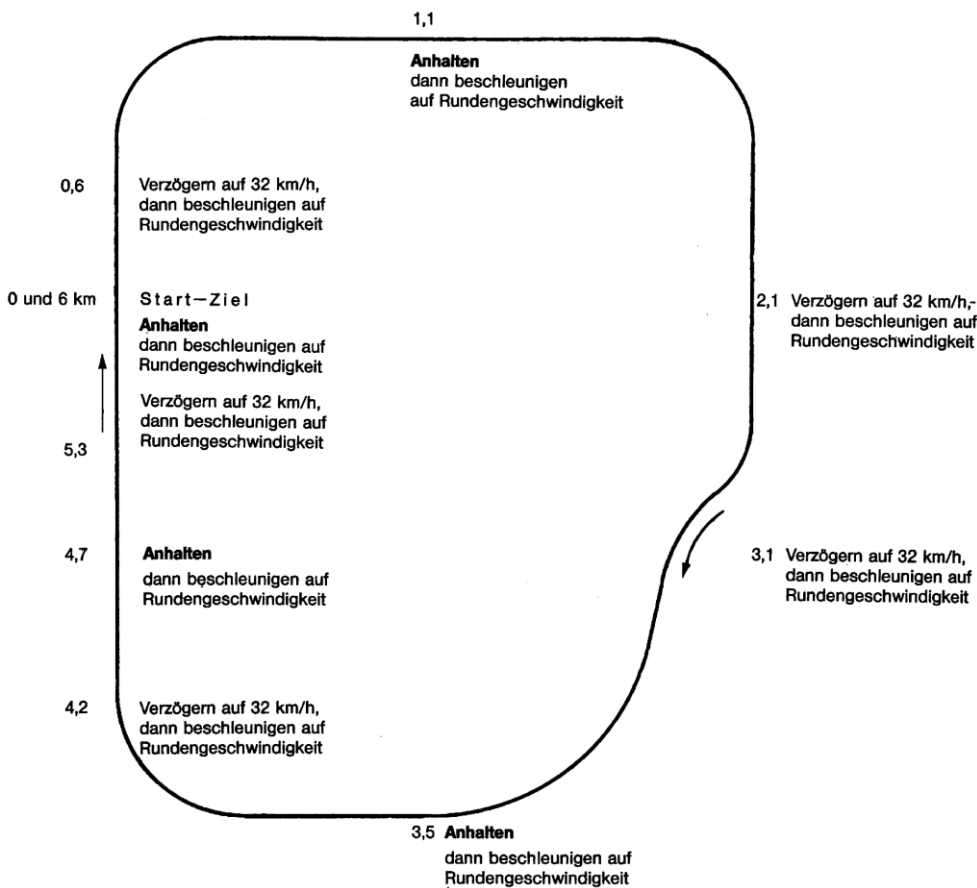 1,1
Anhalten
dann beschleunigen
auf Rundengeschwindigkeit
0,6
Verzögern auf 32 km/h,
dann beschleunigen auf
Rundengeschwindigkeit
0 und 6 km
Start–Ziel
Anhalten
dann beschleunigen auf
Rundengeschwindigkeit
2,1 Verzögern auf 32 km/h,-
dann beschleunigen auf
Rundengeschwindigkeit
Verzögern auf 32 km/h,
dann beschleunigen auf
Rundengeschwindigkeit
5,3
4,7
Anhalten
dann beschleunigen auf
Rundengeschwindigkeit
3,1 Verzögern auf 32 km/h,
dann beschleunigen auf
Rundengeschwindigkeit
4,2
Verzögern auf 32 km/h,
dann beschleunigen auf
Rundengeschwindigkeit
3,5 Anhalten
dann beschleunigen auf
Rundengeschwindigkeit